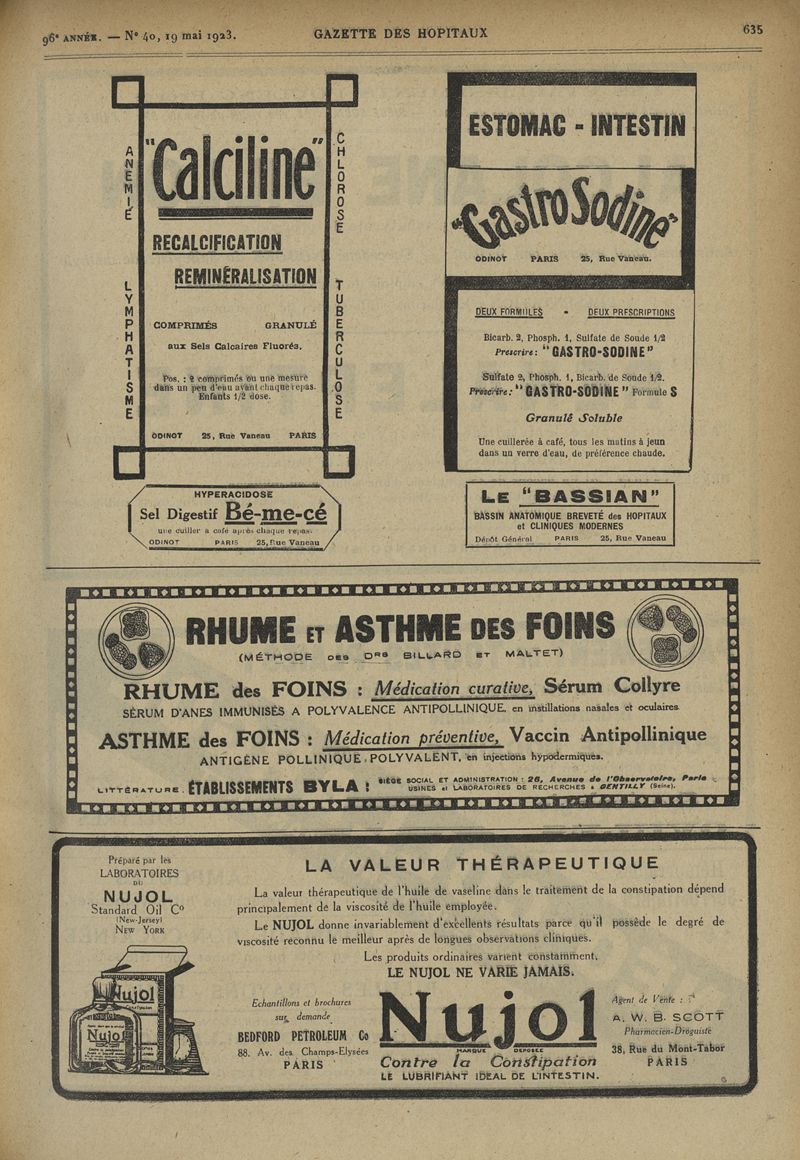 96e ANNÉE. — N° 40, 19 mai 1923.
GAZETTE DES HOPITAUX
635
ANÉMIE LYMPHATISME
"Calciline"
RECALCIFICATION
REMINÉRALISATION
COMPRIMÉS GRANULÉ
aux Sels Calcaires Fluorés.
Pos. : 2 comprimés ou une mesure
dans un peu d'eau avant chaque repas.
Enfants 1/2 dose.
ODINOT 25, Rue Vaneau PARIS
CHLOROSE TUBERCULOSE
HYPERACIDOSE
Sel Digestif Bé-me-cé
une cuiller a café après chaque repas.
ODINOT PARIS 25, Rue Vaneau
ESTOMAC - INTESTIN
"Gastro Sodine"
ODINOT PARIS 25, Rue Vaneau.
DEUX FORMULES - DEUX PRESCRIPTIONS
Bicarb. 2, Phosph. 1, Sulfate de Soude 1/2
Prescrire : "GASTRO-SODINE"
Sulfate 2, Phosph. 1, Bicarb. de Soude 1/2.
Prescrire : "GASTRO-SODINE" Formule S
Granulé Soluble
Une cuillerée à café, tous les matins à jeun
dans un verre d'eau, de préférence chaude.
LE "BASSIAN"
BASSIN ANATOMIQUE BREVETÉ des HOPITAUX
et CLINIQUES MODERNES
Dépôt Général PARIS 25, Rue Vaneau
RHUME ET ASTHME DES FOINS
(MÉTHODE DES DRS BILLARD ET MALTET)
RHUME des FOINS : Médication curative, Sérum Collyre
SÉRUM D'ANES IMMUNISÉS A POLYVALENCE ANTIPOLLINIQUE, en instillations nasales et oculaires
ASTHME des FOINS : Médication préventive, Vaccin Antipollinique
ANTIGÈNE POLLINIQUE POLYVALENT, en injections hypodermiques.
LITTÉRATURE. ÉTABLISSEMENTS BYLA : SIÈGE SOCIAL ET ADMINISTRATION : 26, Avenue de l'Observatoire, Paris
USINES et LABORATOIRES DE RECHERCHES à GENTILLY (Seine).
Préparé par les
LABORATOIRES
DU
NUJOL
Standard Oil Co
(New-Jersey)
NEW YORK
Nujol
Nujol
LA VALEUR THÉRAPEUTIQUE
La valeur thérapeutique de l'huile de vaseline dans le traitement de la constipation dépend
principalement de la viscosité de l'huile employée.
Le NUJOL donne invariablement d'excellents résultats parce qu'il possède le degré de
viscosité reconnu le meilleur après de longues observations cliniques.
Les produits ordinaires varient constamment,
LE NUJOL NE VARIE JAMAIS.
Echantillons et brochures
sur demande
BEDFORD PETROLEUM Co
88. Av. des Champs-Elysées
PARIS
Nujol
MARQUE DÉPOSÉE
Contre la Constipation
LE LUBRIFIANT IDÉAL DE L'INTESTIN.
Agent de Vente :
A. W. B. SCOTT
Pharmacien-Droguiste
38, Rue du Mont-Tabor
PARIS